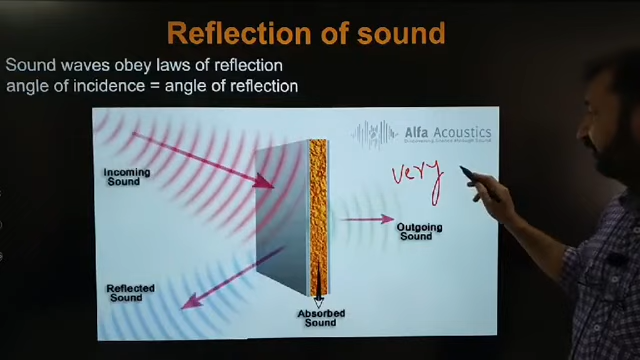 Reflection of sound
Sound waves obey laws of reflection
angle of incidence = angle of reflection
Alfa Acoustics
very
Incoming
Sound
Outgoing
Sound
Reflected
Sound
Absorbed
Sound